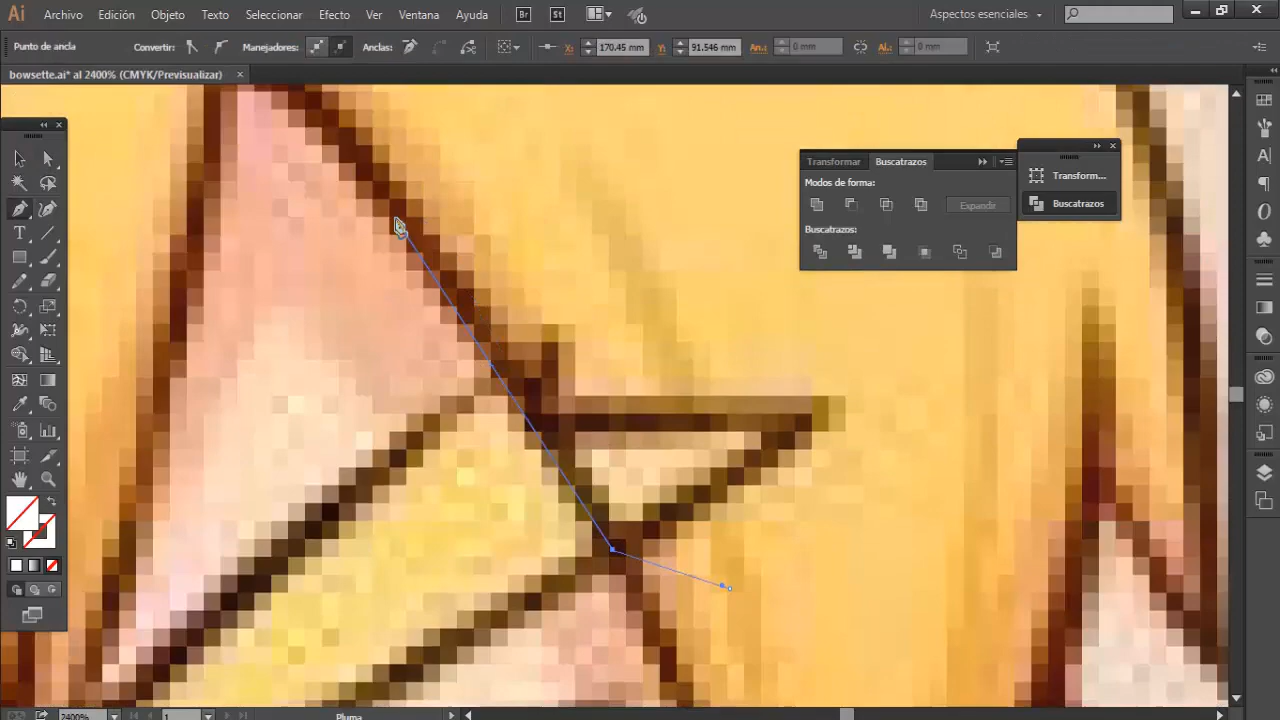 Ai Archivo Edición Objeto Texto Seleccionar Efecto Ver Ventana Ayuda Br St Aspectos esenciales
Punto de ancla Convertir: Manejadores: Anclas: X: 170.45 mm Y: 91.546 mm An.: 0 mm Al.: 0 mm
bowsette.ai* al 2400% (CMYK/Previsualizar) ×
Transformar Buscatrazos
Modos de forma:
Expandir
Buscatrazos:
Transform...
Buscatrazos
2400% 1 Pluma